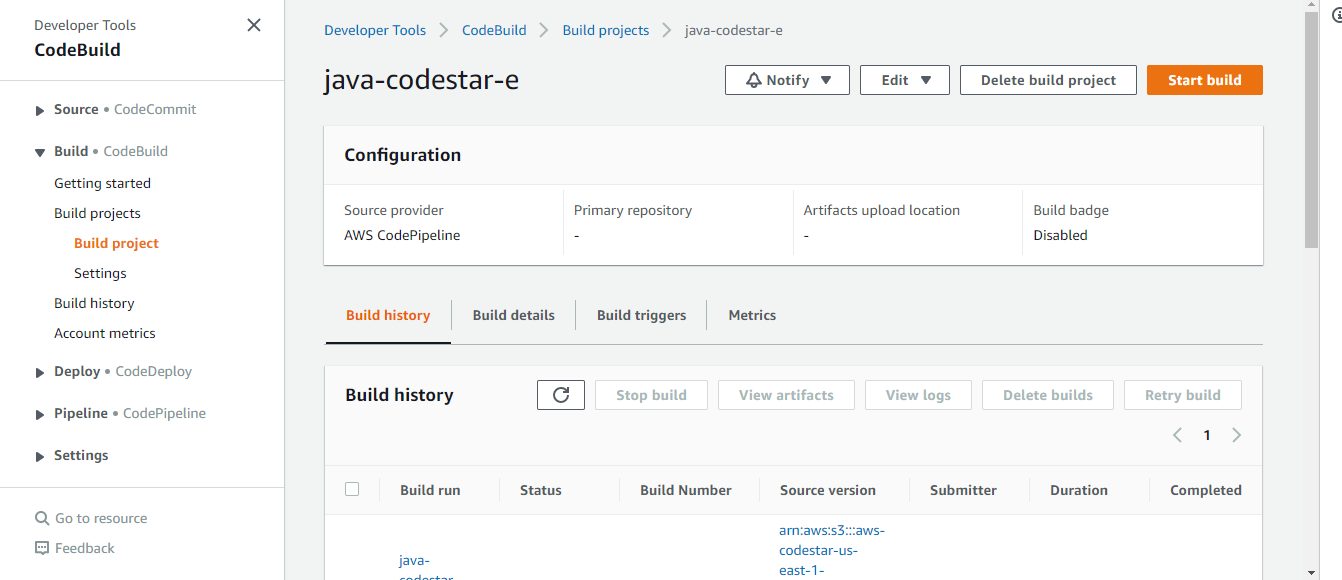 Developer Tools
CodeBuild
Source • CodeCommit
Build • CodeBuild
Getting started
Build projects
Build project
Settings
Build history
Account metrics
Deploy • CodeDeploy
Pipeline • CodePipeline
Settings
Go to resource
Feedback
Developer Tools > CodeBuild > Build projects > java-codestar-e
java-codestar-e
Notify Edit Delete build project Start build
Configuration
Source provider Primary repository Artifacts upload location Build badge
AWS CodePipeline - - Disabled
Build history Build details Build triggers Metrics
Build history Stop build View artifacts View logs Delete builds Retry build
< 1 >
Build run Status Build Number Source version Submitter Duration Completed
arn:aws:s3:::aws-
codestar-us-
east-1-
java-
codestar